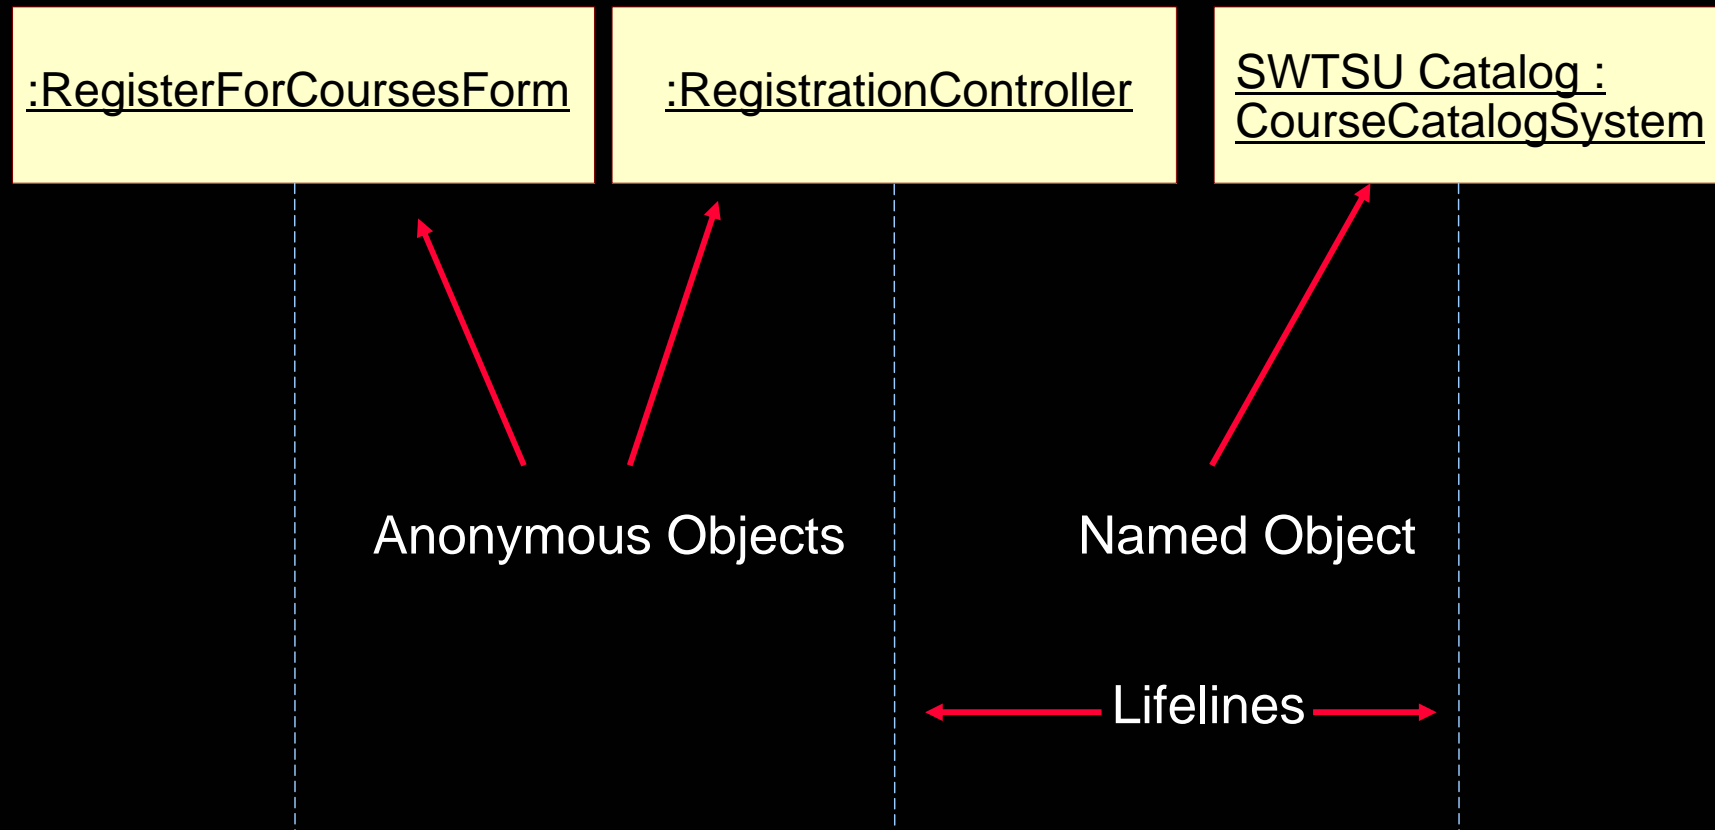 :RegisterForCoursesForm
:RegistrationController
SWTSU Catalog :
CourseCatalogSystem
Anonymous Objects
Named Object
Lifelines